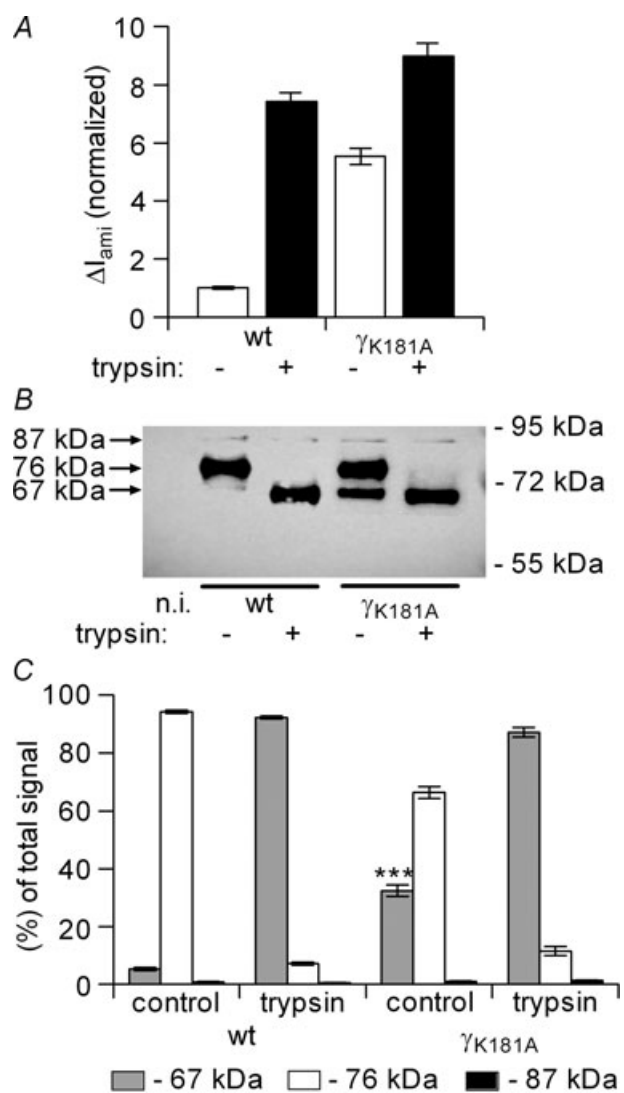 A
ΔI_ami (normalized)
10
8
6
4
2
0
wt γK181A
trypsin: - + - +
B
87 kDa
76 kDa
67 kDa
- 95 kDa
- 72 kDa
- 55 kDa
n.i. wt γK181A
trypsin: - + - +
C
(%) of total signal
100
80
60
40
20
0
***
control trypsin control trypsin
wt γK181A
- 67 kDa - 76 kDa - 87 kDa